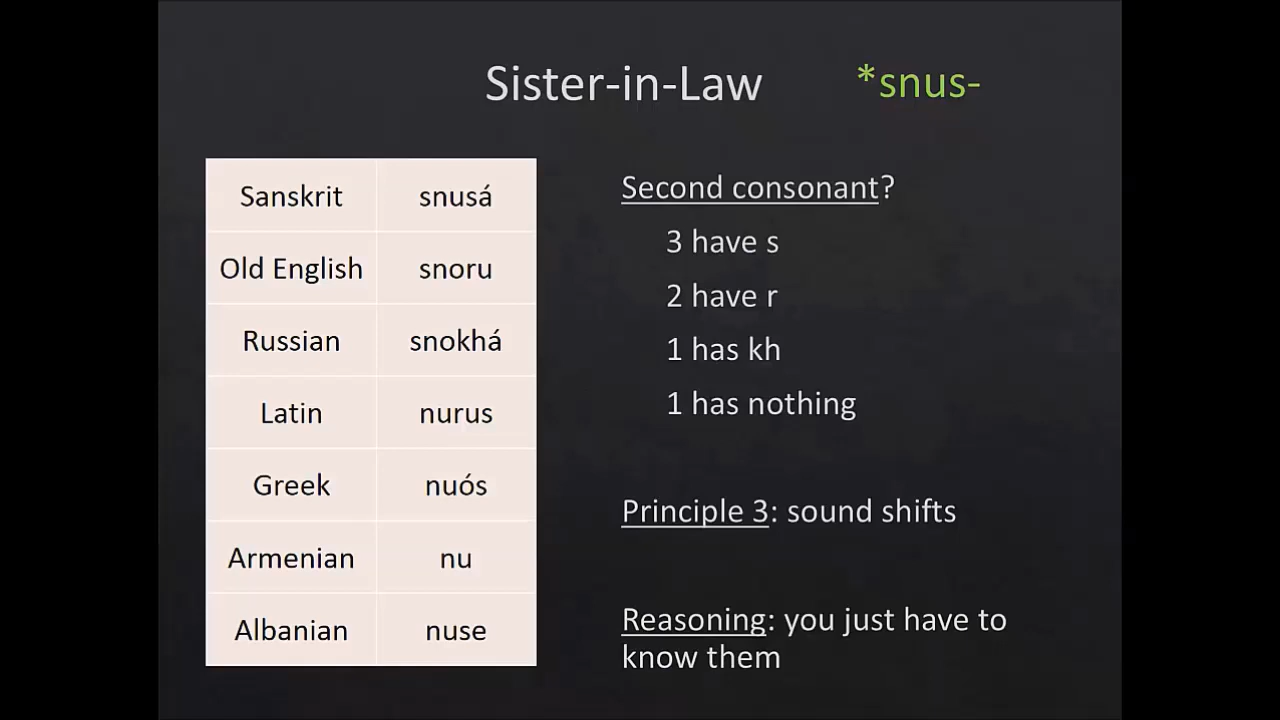 Sister-in-Law *snus-
Sanskrit snusá
Old English snoru
Russian snokhá
Latin nurus
Greek nuós
Armenian nu
Albanian nuse
Second consonant?
3 have s
2 have r
1 has kh
1 has nothing
Principle 3: sound shifts
Reasoning: you just have to
know them